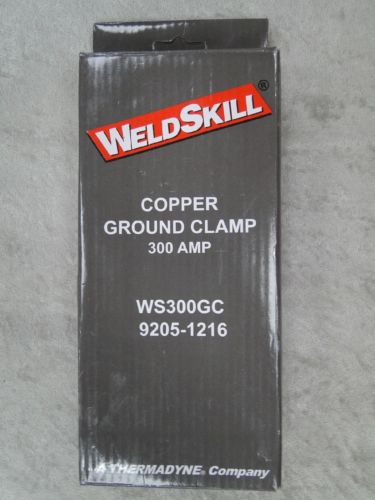 WELDSKILL®
COPPER
GROUND CLAMP
300 AMP
WS300GC
9205-1216
A THERMADYNE® Company